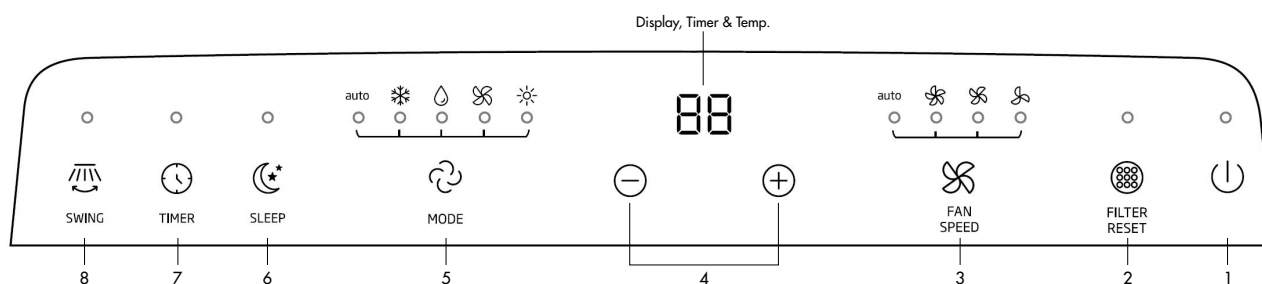 Display, Timer & Temp.
auto
88
auto
SWING
TIMER
SLEEP
MODE
FAN
SPEED
FILTER
RESET
8
7
6
5
4
3
2
1